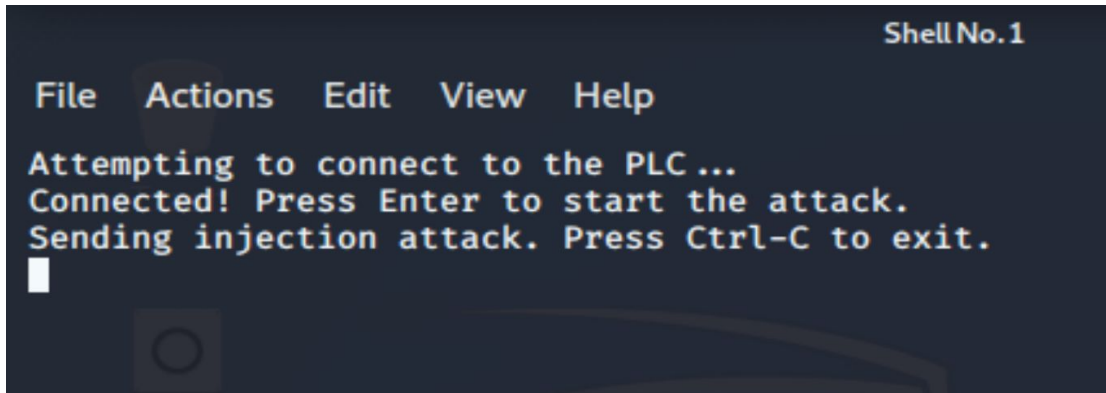 Shell No. 1
File Actions Edit View Help
Attempting to connect to the PLC ...
Connected! Press Enter to start the attack.
Sending injection attack. Press Ctrl-C to exit.